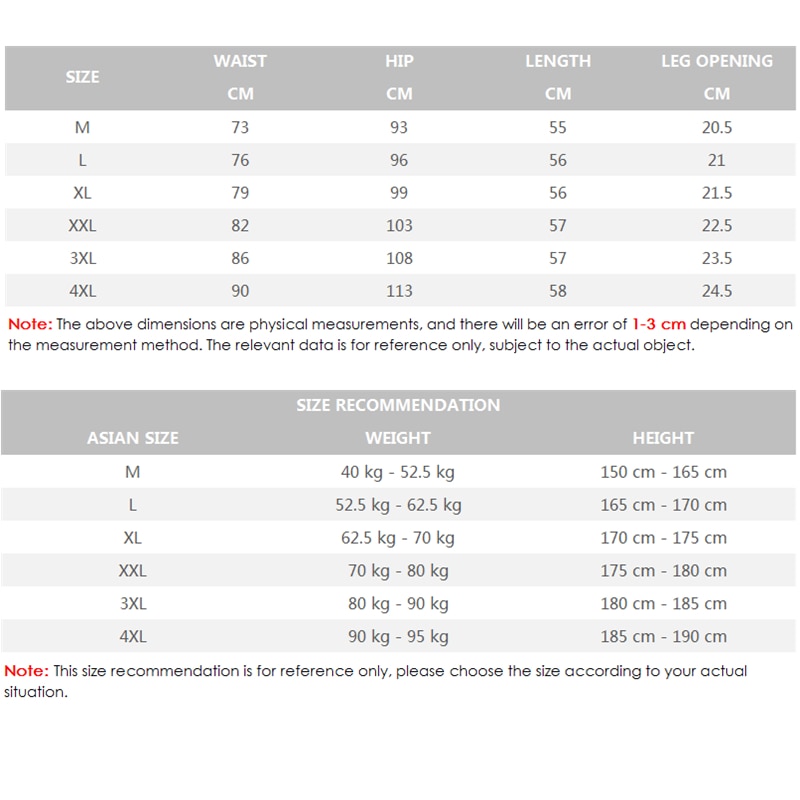 SIZE WAIST HIP LENGTH LEG OPENING
CM CM CM CM
M 73 93 55 20.5
L 76 96 56 21
XL 79 99 56 21.5
XXL 82 103 57 22.5
3XL 86 108 57 23.5
4XL 90 113 58 24.5
Note: The above dimensions are physical measurements, and there will be an error of 1-3 cm depending on
the measurement method. The relevant data is for reference only, subject to the actual object.
SIZE RECOMMENDATION
ASIAN SIZE WEIGHT HEIGHT
M 40 kg - 52.5 kg 150 cm - 165 cm
L 52.5 kg - 62.5 kg 165 cm - 170 cm
XL 62.5 kg - 70 kg 170 cm - 175 cm
XXL 70 kg - 80 kg 175 cm - 180 cm
3XL 80 kg - 90 kg 180 cm - 185 cm
4XL 90 kg - 95 kg 185 cm - 190 cm
Note: This size recommendation is for reference only, please choose the size according to your actual
situation.